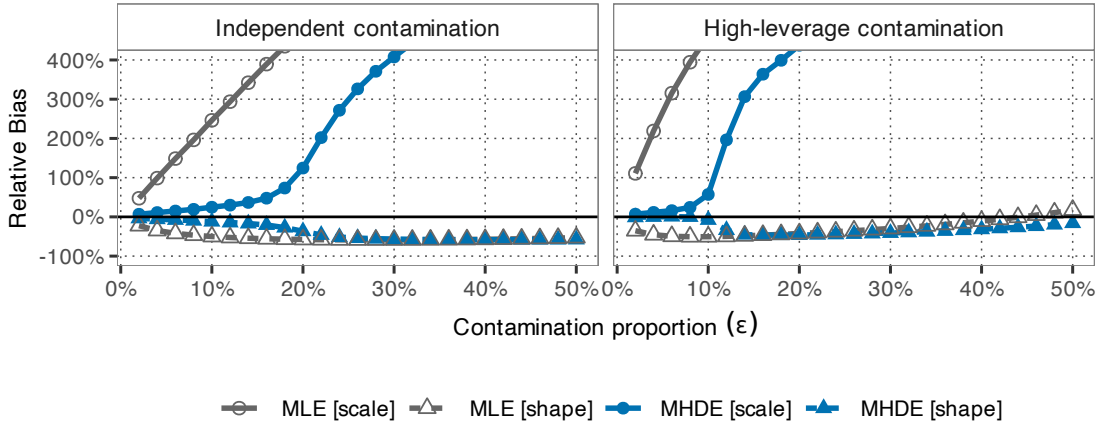 Independent contamination
High-leverage contamination
400%
300%
200%
100%
0%
-100%
Relative Bias
0% 10% 20% 30% 40% 50%
0% 10% 20% 30% 40% 50%
Contamination proportion (ε)
MLE [scale] MLE [shape] MHDE [scale] MHDE [shape]